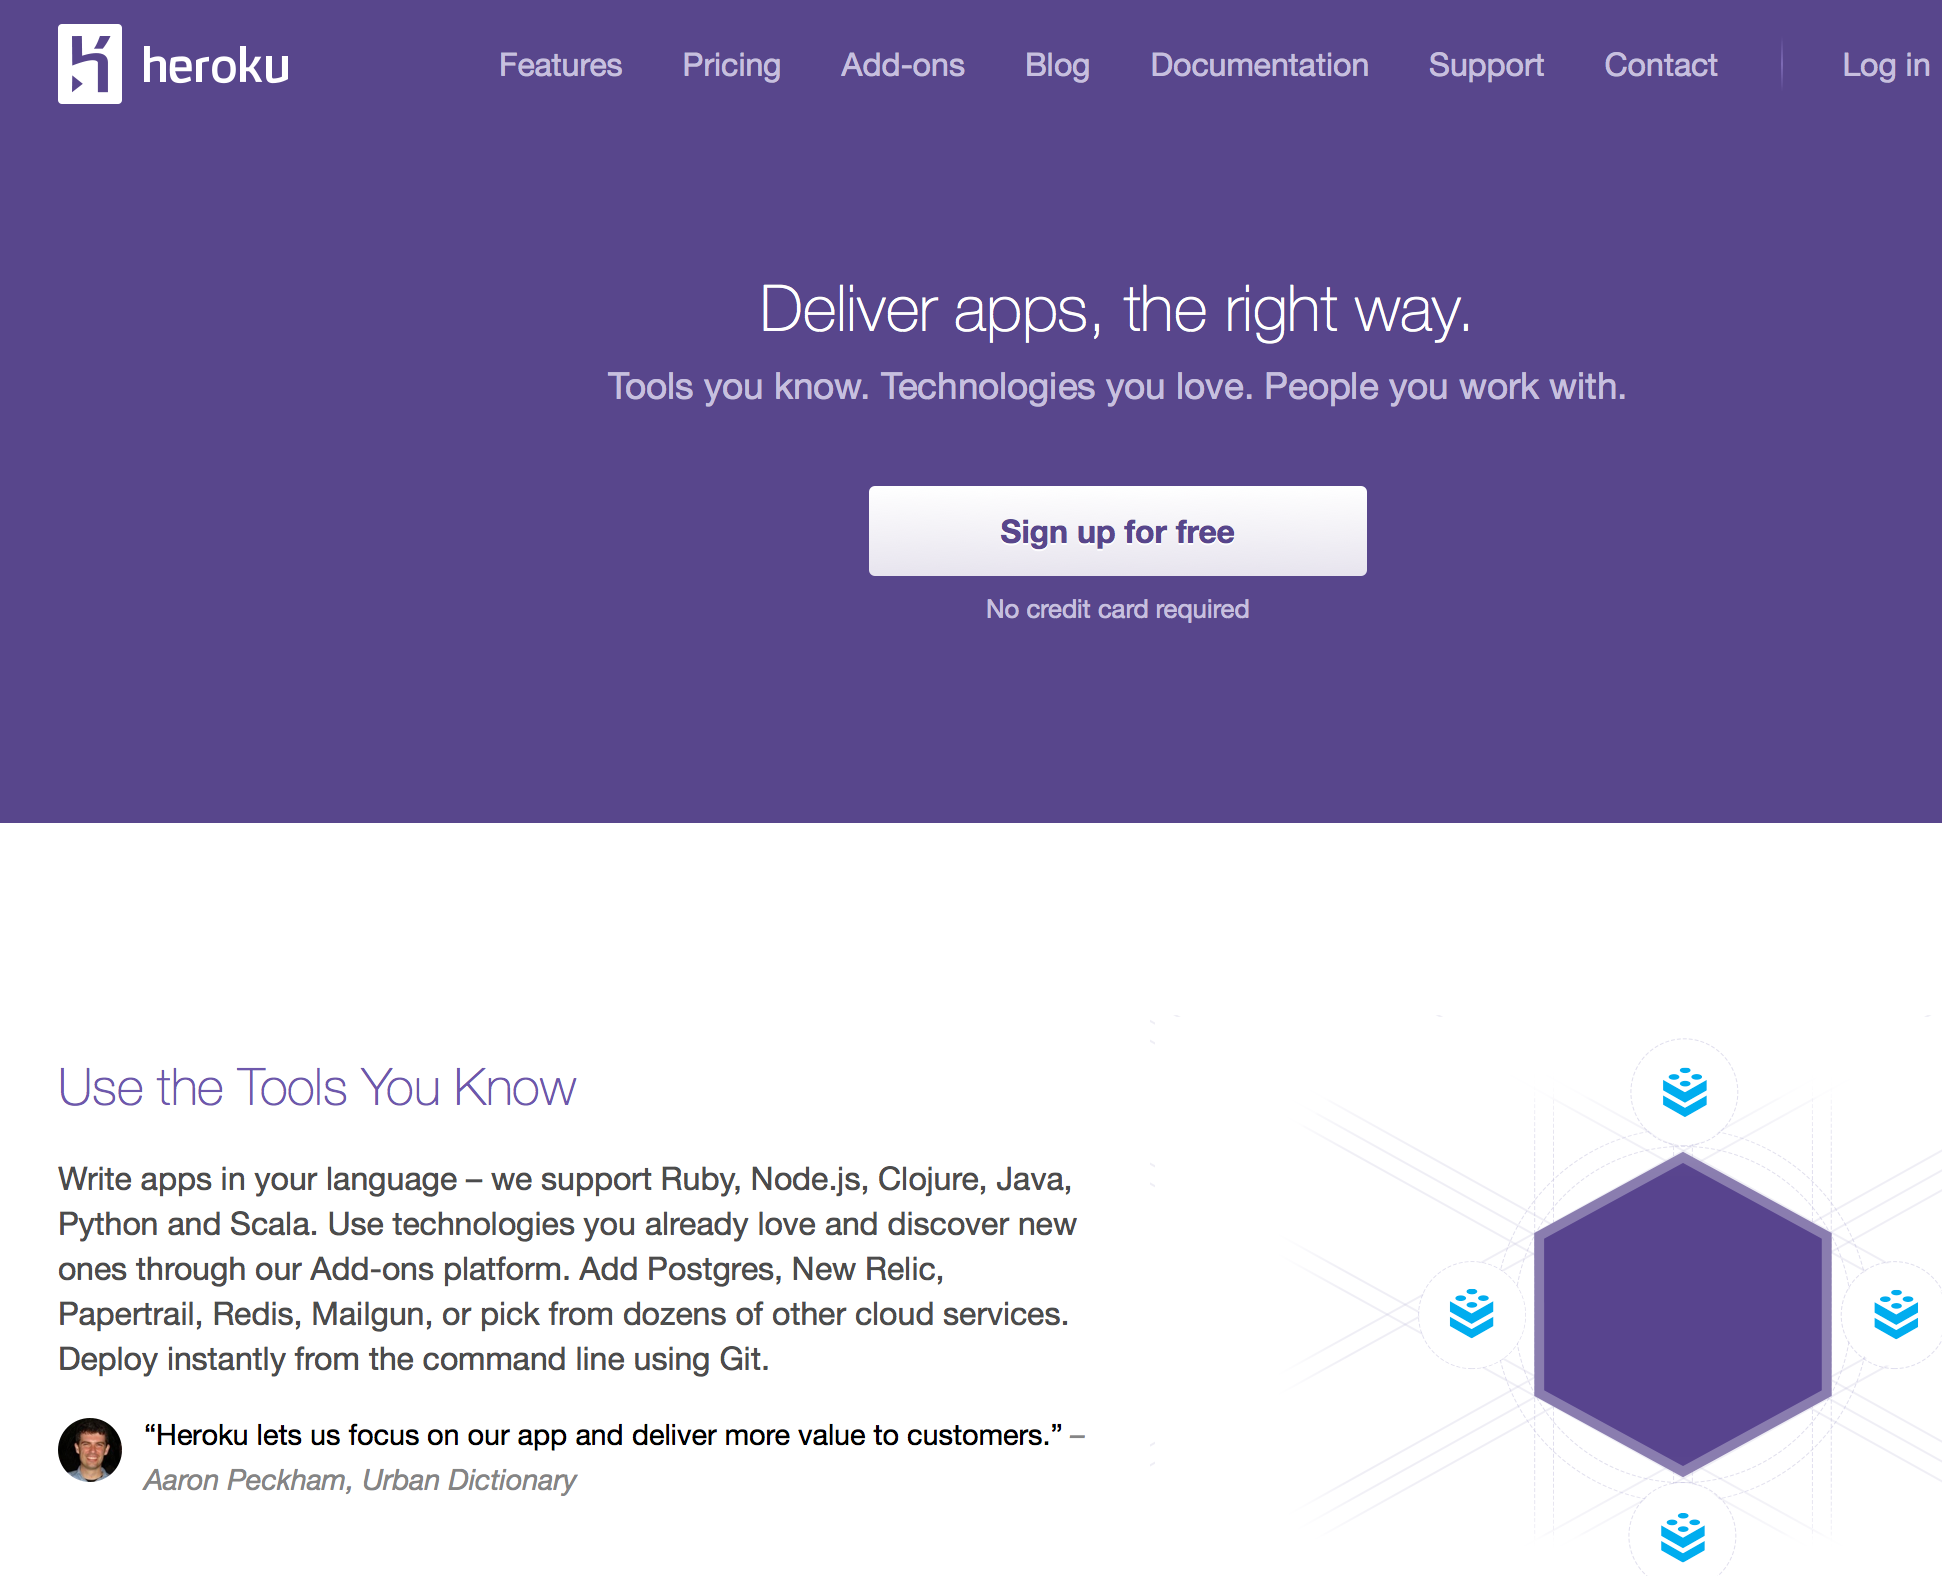 heroku
Features Pricing Add-ons Blog Documentation Support Contact Log in
Deliver apps, the right way.
Tools you know. Technologies you love. People you work with.
Sign up for free
No credit card required
Use the Tools You Know
Write apps in your language – we support Ruby, Node.js, Clojure, Java,
Python and Scala. Use technologies you already love and discover new
ones through our Add-ons platform. Add Postgres, New Relic,
Papertrail, Redis, Mailgun, or pick from dozens of other cloud services.
Deploy instantly from the command line using Git.
“Heroku lets us focus on our app and deliver more value to customers.” –
Aaron Peckham, Urban Dictionary